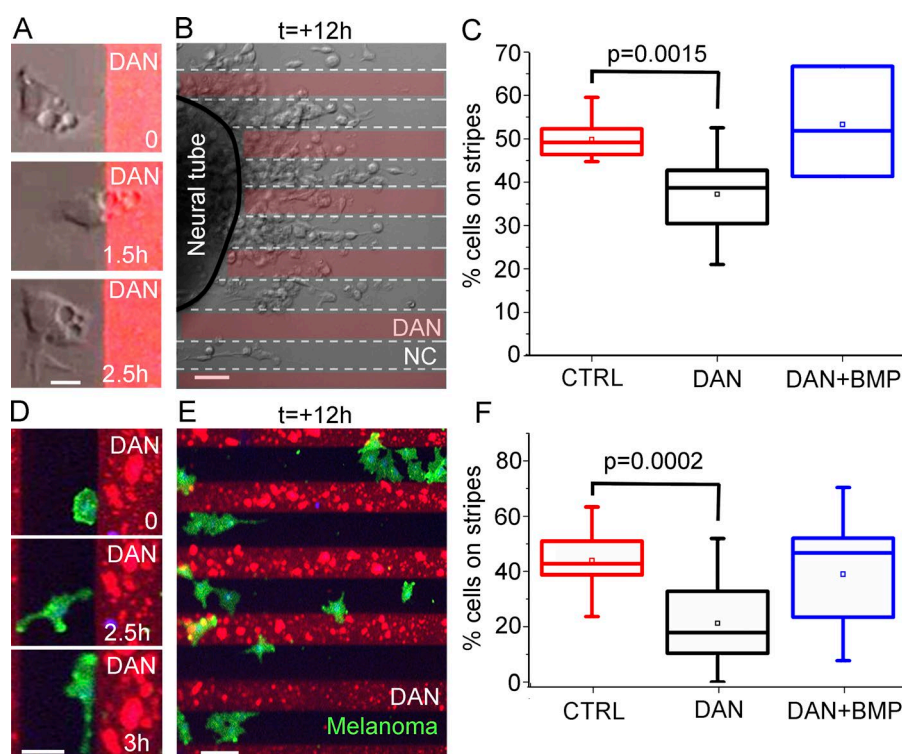 A
DAN
0
DAN
1.5h
DAN
2.5h
B
t=+12h
Neural tube
DAN
NC
C
p=0.0015
% cells on stripes
70
60
50
40
30
20
10
0
CTRL
DAN
DAN+BMP
D
DAN
0
DAN
2.5h
DAN
3h
E
t=+12h
DAN
Melanoma
F
p=0.0002
% cells on stripes
80
60
40
20
0
CTRL
DAN
DAN+BMP